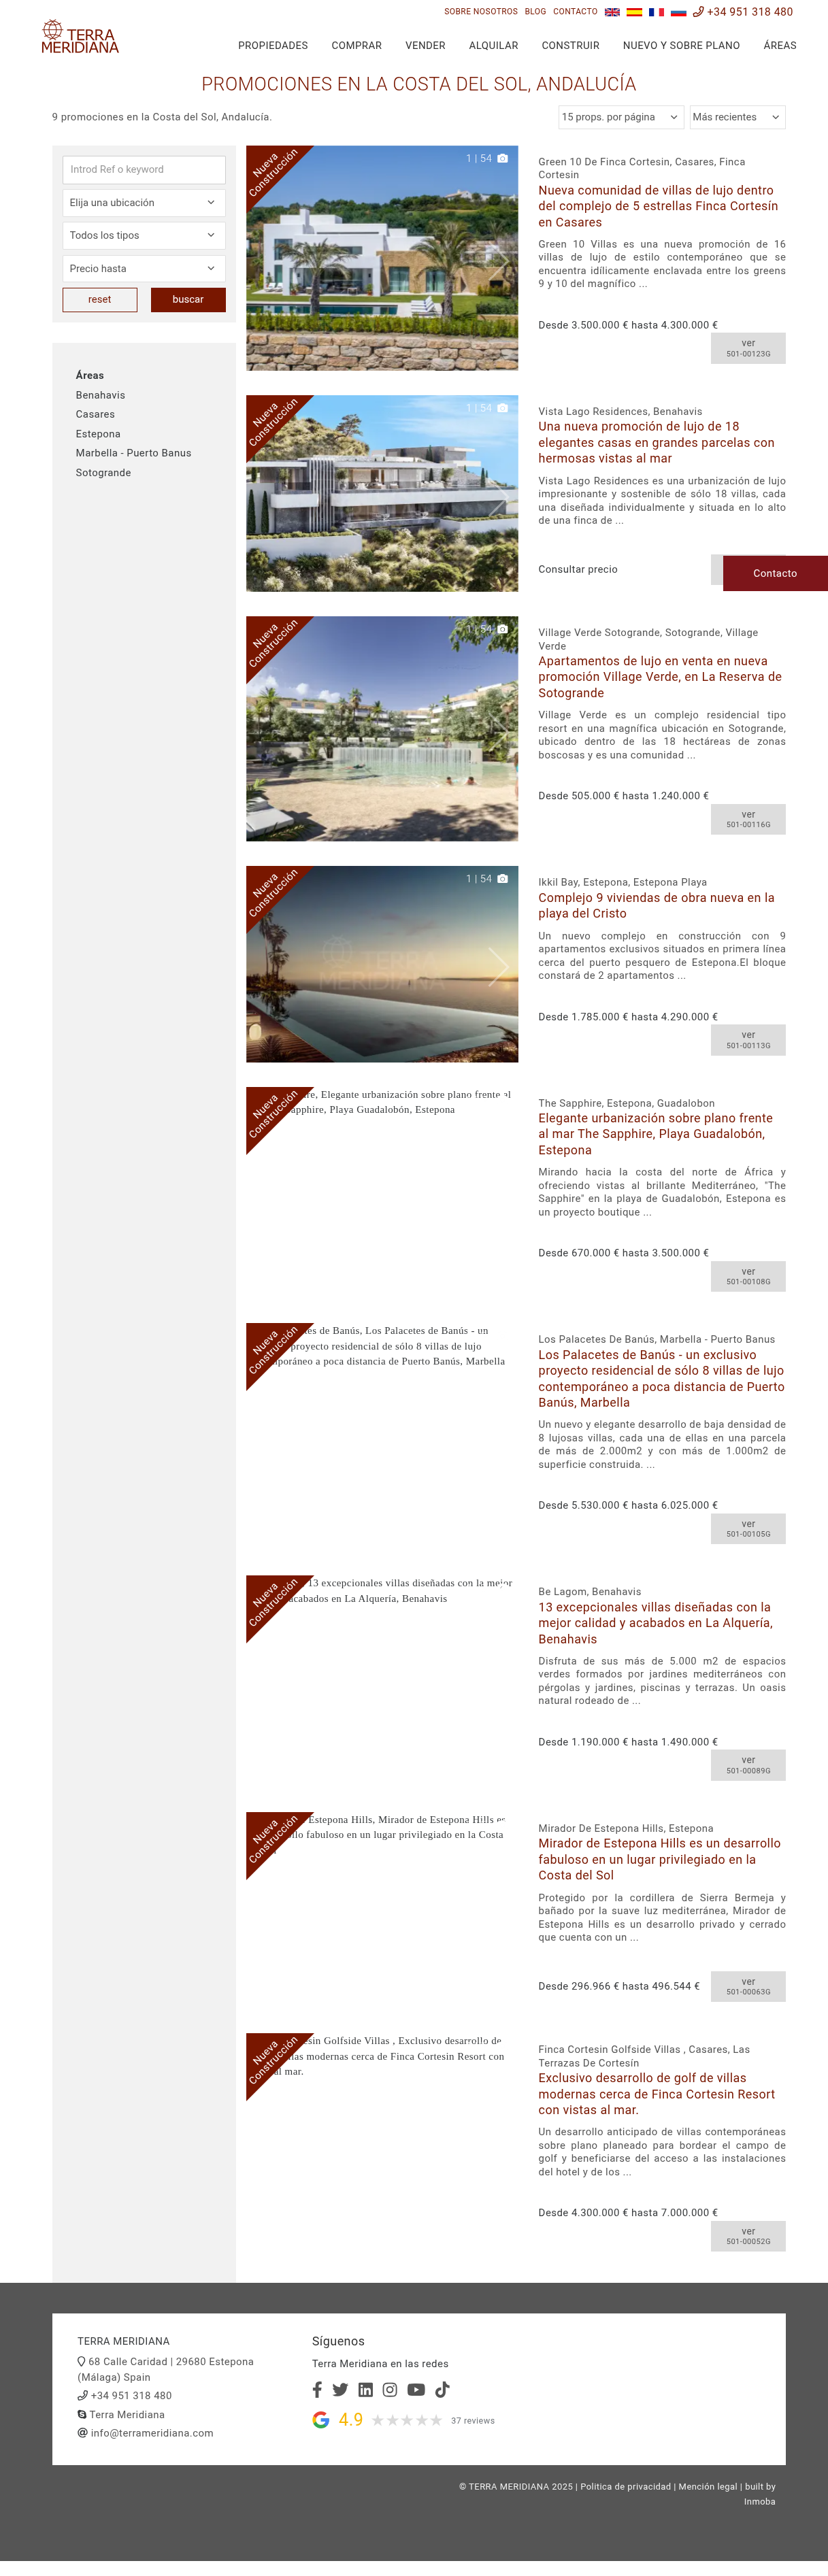 SOBRE NOSOTROS BLOG CONTACTO +34 951 318 480
TERRA
MERIDIANA
PROPIEDADES COMPRAR VENDER ALQUILAR CONSTRUIR NUEVO Y SOBRE PLANO ÁREAS
PROMOCIONES EN LA COSTA DEL SOL, ANDALUCÍA
9 promociones en la Costa del Sol, Andalucía.
15 props. por página
Más recientes
Introd Ref o keyword
Elija una ubicación
Todos los tipos
Precio hasta
reset
buscar
Áreas
Benahavis
Casares
Estepona
Marbella - Puerto Banus
Sotogrande
Nueva
Construcción
1 | 54
Green 10 De Finca Cortesin, Casares, Finca
Cortesin
Nueva comunidad de villas de lujo dentro
del complejo de 5 estrellas Finca Cortesín
en Casares
Green 10 Villas es una nueva promoción de 16
villas de lujo de estilo contemporáneo que se
encuentra idílicamente enclavada entre los greens
9 y 10 del magnífico ...
Desde 3.500.000 € hasta 4.300.000 €
ver
501-00123G
Nueva
Construcción
1 | 54
Vista Lago Residences, Benahavis
Una nueva promoción de lujo de 18
elegantes casas en grandes parcelas con
hermosas vistas al mar
Vista Lago Residences es una urbanización de lujo
impresionante y sostenible de sólo 18 villas, cada
una diseñada individualmente y situada en lo alto
de una finca de ...
Consultar precio
Contacto
Nueva
Construcción
1 | 54
Village Verde Sotogrande, Sotogrande, Village
Verde
Apartamentos de lujo en venta en nueva
promoción Village Verde, en La Reserva de
Sotogrande
Village Verde es un complejo residencial tipo
resort en una magnífica ubicación en Sotogrande,
ubicado dentro de las 18 hectáreas de zonas
boscosas y es una comunidad ...
Desde 505.000 € hasta 1.240.000 €
ver
501-00116G
Nueva
Construcción
1 | 54
TERRA
MERIDIANA
Ikkil Bay, Estepona, Estepona Playa
Complejo 9 viviendas de obra nueva en la
playa del Cristo
Un nuevo complejo en construcción con 9
apartamentos exclusivos situados en primera línea
cerca del puerto pesquero de Estepona.El bloque
constará de 2 apartamentos ...
Desde 1.785.000 € hasta 4.290.000 €
ver
501-00113G
Nueva
Construcción
Elegante urbanización sobre plano frente al
Playa Guadalobón, Estepona
The Sapphire, Estepona, Guadalobon
Elegante urbanización sobre plano frente
al mar The Sapphire, Playa Guadalobón,
Estepona
Mirando hacia la costa del norte de África y
ofreciendo vistas al brillante Mediterráneo, "The
Sapphire" en la playa de Guadalobón, Estepona es
un proyecto boutique ...
Desde 670.000 € hasta 3.500.000 €
ver
501-00108G
Nueva
Construcción
de Banús, Los Palacetes de Banús - un
proyecto residencial de sólo 8 villas de lujo
a poca distancia de Puerto Banús, Marbella
Los Palacetes De Banús, Marbella - Puerto Banus
Los Palacetes de Banús - un exclusivo
proyecto residencial de sólo 8 villas de lujo
contemporáneo a poca distancia de Puerto
Banús, Marbella
Un nuevo y elegante desarrollo de baja densidad de
8 lujosas villas, cada una de ellas en una parcela
de más de 2.000m2 y con más de 1.000m2 de
superficie construida. ...
Desde 5.530.000 € hasta 6.025.000 €
ver
501-00105G
Nueva
Construcción
13 excepcionales villas diseñadas con la mejor
acabados en La Alquería, Benahavis
Be Lagom, Benahavis
13 excepcionales villas diseñadas con la
mejor calidad y acabados en La Alquería,
Benahavis
Disfruta de sus más de 5.000 m2 de espacios
verdes formados por jardines mediterráneos con
pérgolas y jardines, piscinas y terrazas. Un oasis
natural rodeado de ...
Desde 1.190.000 € hasta 1.490.000 €
ver
501-00089G
Nueva
Construcción
Estepona Hills, Mirador de Estepona Hills es
fabuloso en un lugar privilegiado en la Costa
Mirador De Estepona Hills, Estepona
Mirador de Estepona Hills es un desarrollo
fabuloso en un lugar privilegiado en la
Costa del Sol
Protegido por la cordillera de Sierra Bermeja y
bañado por la suave luz mediterránea, Mirador de
Estepona Hills es un desarrollo privado y cerrado
que cuenta con un ...
Desde 296.966 € hasta 496.544 €
ver
501-00063G
Nueva
Construcción
Golfside Villas , Exclusivo desarrollo de
modernas cerca de Finca Cortesin Resort con
al mar.
Finca Cortesin Golfside Villas , Casares, Las
Terrazas De Cortesín
Exclusivo desarrollo de golf de villas
modernas cerca de Finca Cortesin Resort
con vistas al mar.
Un desarrollo anticipado de villas contemporáneas
sobre plano planeado para bordear el campo de
golf y beneficiarse del acceso a las instalaciones
del hotel y de los ...
Desde 4.300.000 € hasta 7.000.000 €
ver
501-00052G
TERRA MERIDIANA
68 Calle Caridad | 29680 Estepona
(Málaga) Spain
+34 951 318 480
Terra Meridiana
info@terrameridiana.com
Síguenos
Terra Meridiana en las redes
4.9 ★★★★★ 37 reviews
© TERRA MERIDIANA 2025 | Politica de privacidad | Mención legal | built by
Inmoba